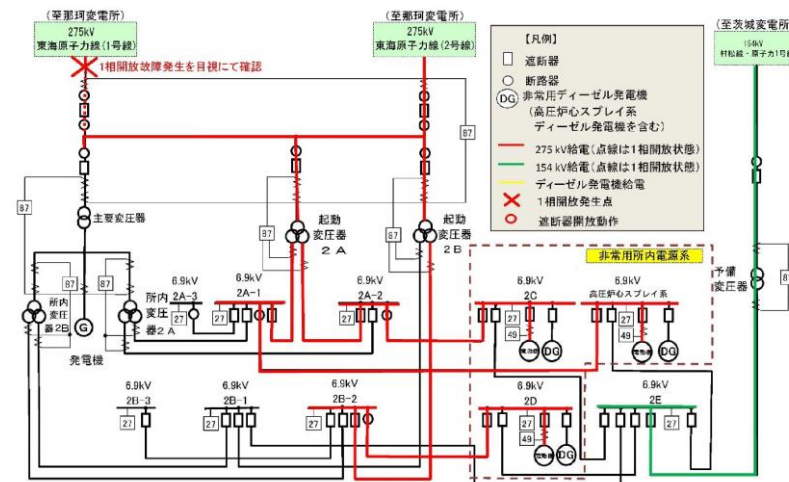 (至那珂変電所)
275kV
東海原子力線(1号線)
(至那珂変電所)
275kV
東海原子力線(2号線)
(至茨城変電所)
154kV
村松線・原子力1号線
1相開放故障発生を目視にて確認
【凡例】
遮断器
断路器
DG
非常用ディーゼル発電機
(高圧炉心スプレイ系
ディーゼル発電機を含む)
275 kV給電(点線は1相開放状態)
154 kV給電(点線は1相開放状態)
ディーゼル発電機給電
1相開放発生点
遮断器開放動作
87
87
主要変圧器
87
起動
変圧器
2A
87
起動
変圧器
2B
87
予備
変圧器
非常用所内電源系
87
87
所内
変圧
器2B
G
発電機
所内
変圧
器2A
6.9kV
2A-3
27
6.9kV
2A-1
27
6.9kV
2A-2
27
6.9kV
2C
27
49
電動機
DG
6.9kV
高圧炉心スプレイ系
27
49
電動機
DG
6.9kV
2B-3
27
6.9kV
2B-1
27
6.9kV
2B-2
27
6.9kV
2D
27
49
電動機
DG
6.9kV
2E
27